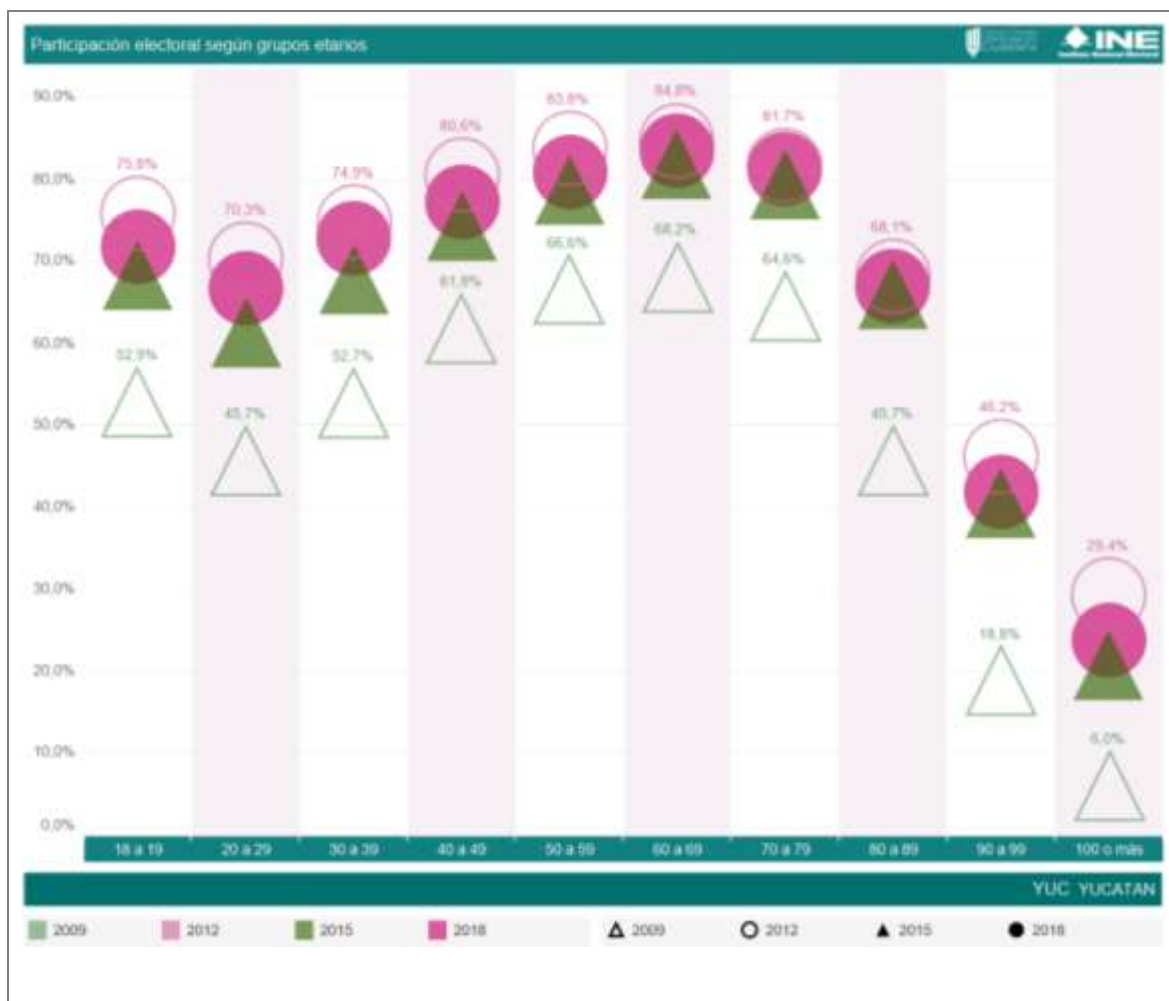 Participación electoral según grupos etarios
INE
Instituto Nacional Electoral
90.0%
80.0%
70.0%
60.0%
50.0%
40.0%
30.0%
20.0%
10.0%
0.0%
75,8%
70,3%
74,9%
80,6%
83,8%
84,8%
81,7%
68,1%
46,2%
29,4%
52,9%
45,7%
52,7%
61,8%
66,6%
68,2%
64,6%
45,7%
18,8%
6,0%
18 a 19
20 a 29
30 a 39
40 a 49
50 a 59
60 a 69
70 a 79
80 a 89
90 a 99
100 o más
YUC YUCATAN
2009
2012
2015
2018
2009
2012
2015
2018